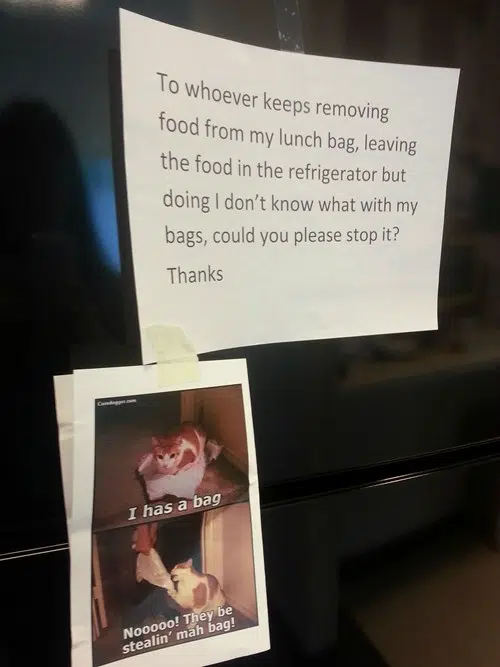 To whoever keeps removing
food from my lunch bag, leaving
the food in the refrigerator but
doing I don't know what with my
bags, could you please stop it?
Thanks
I has a bag
Nooooo! They be
stealin' mah bag!